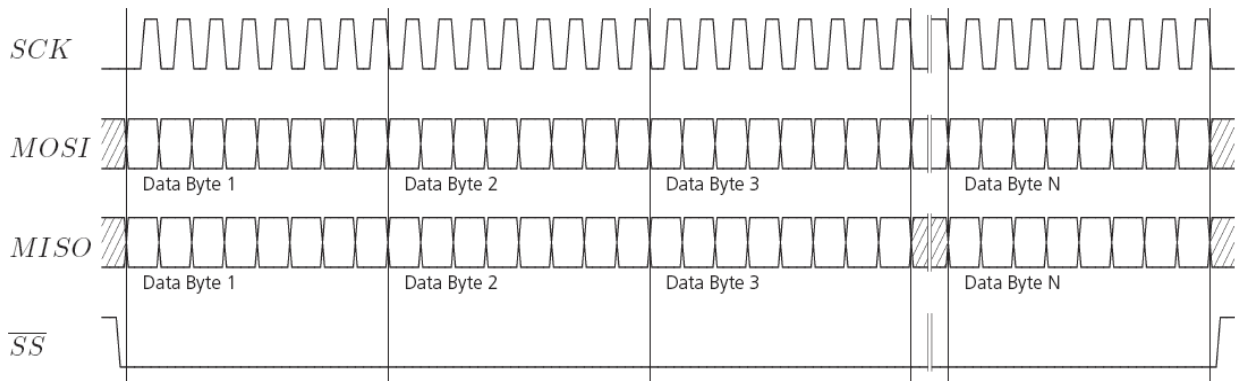 SCK
MOSI
Data Byte 1 Data Byte 2 Data Byte 3 Data Byte N
MISO
Data Byte 1 Data Byte 2 Data Byte 3 Data Byte N
S̅S̅